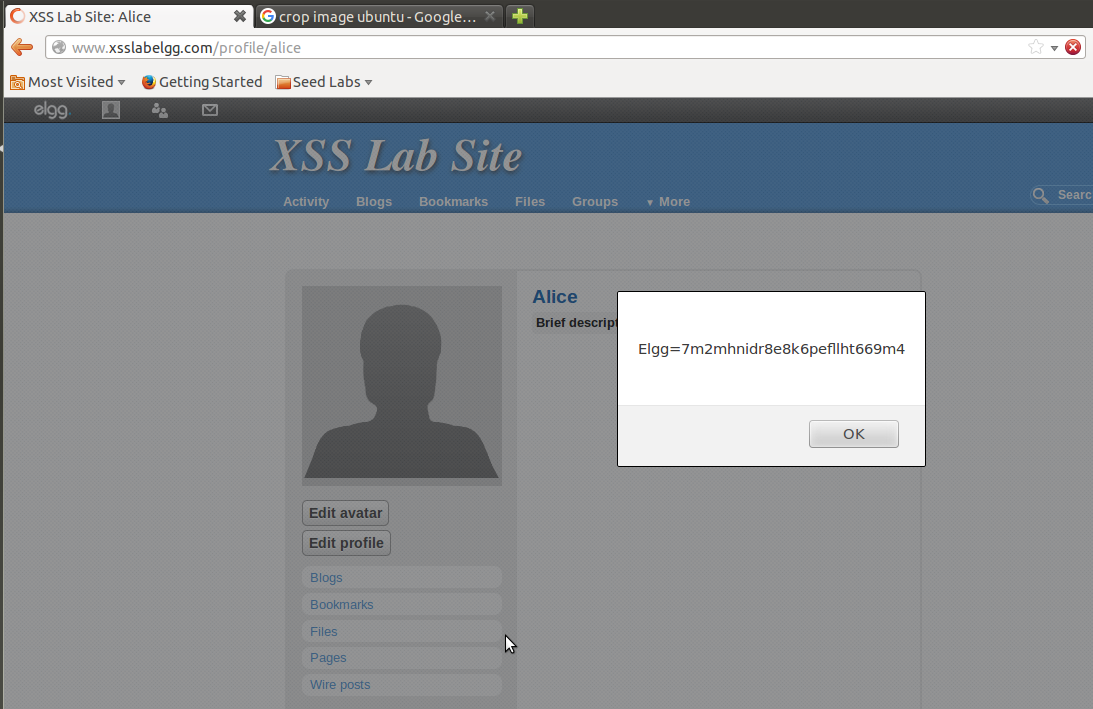 XSS Lab Site: Alice
crop image ubuntu - Google...
www.xsslabelgg.com/profile/alice
Most Visited
Getting Started
Seed Labs
elgg
XSS Lab Site
Activity Blogs Bookmarks Files Groups More
Searc
Alice
Brief descript
Elgg=7m2mhnidr8e8k6pefllht669m4
OK
Edit avatar
Edit profile
Blogs
Bookmarks
Files
Pages
Wire posts